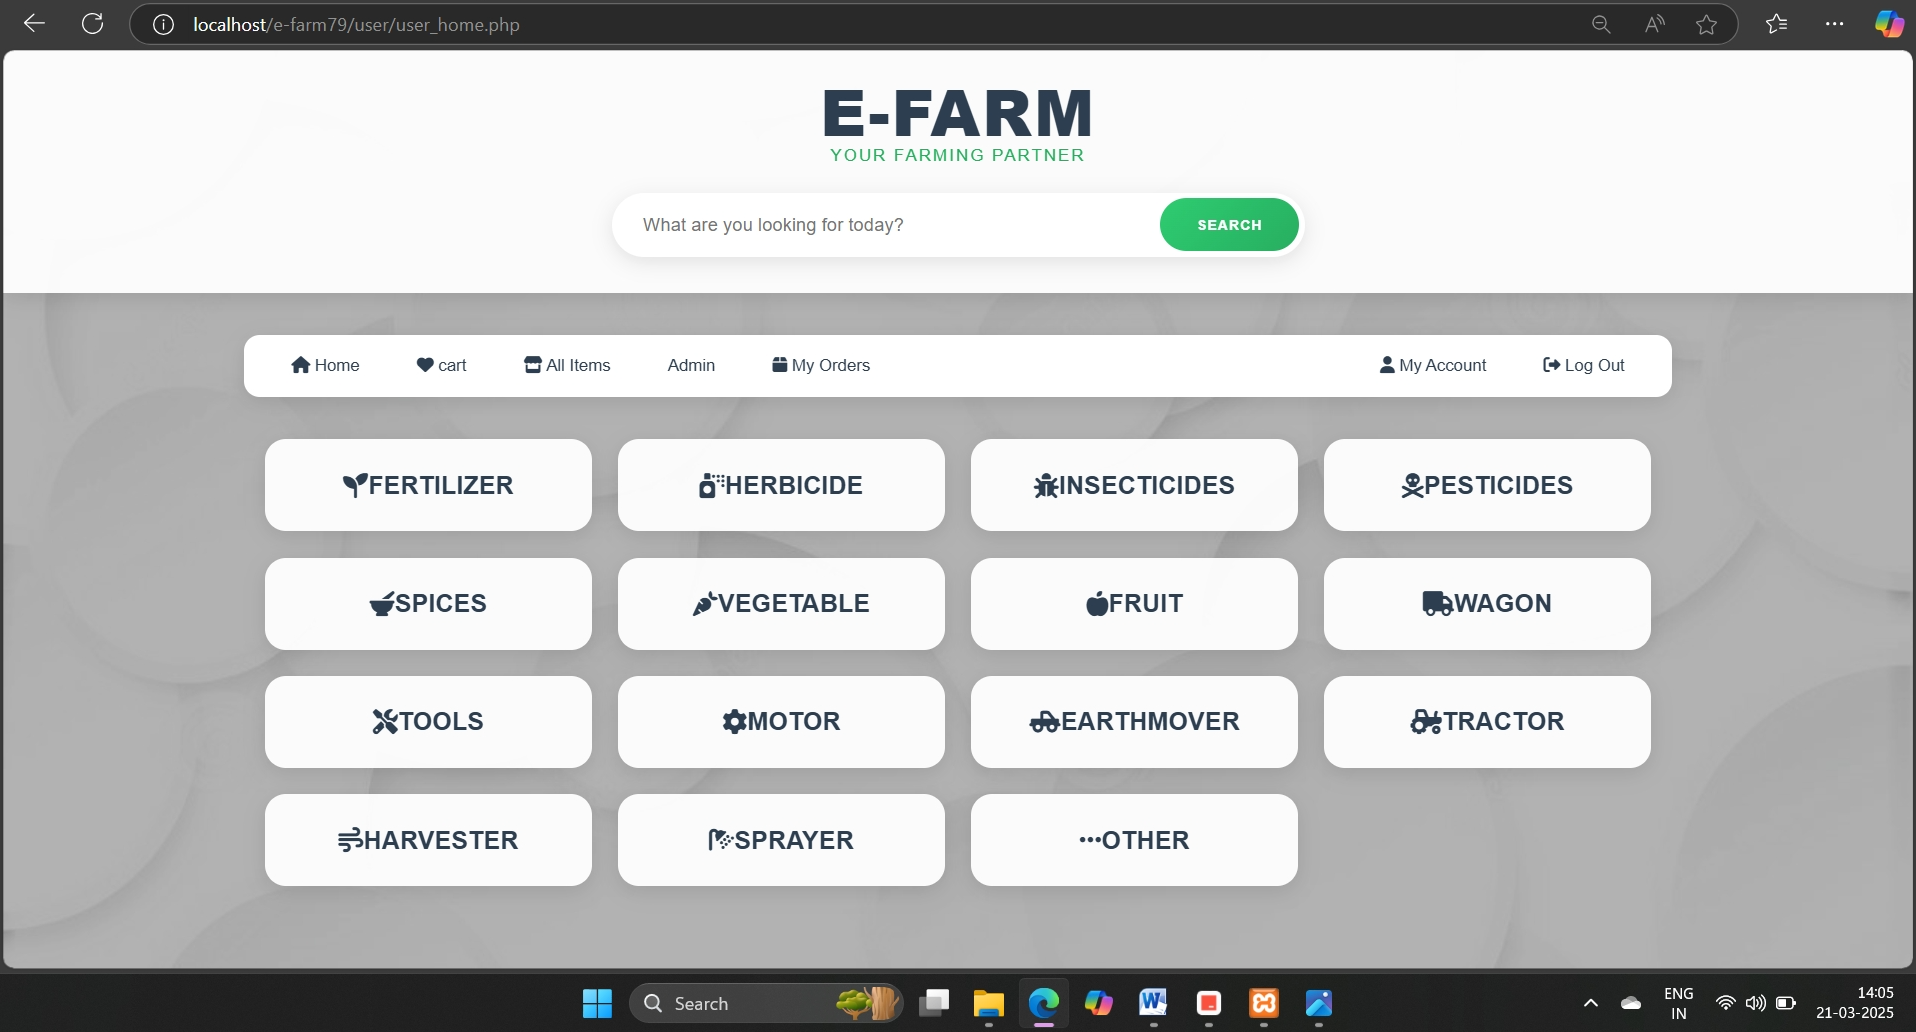 localhost/e-farm79/user/user_home.php
E-FARM
YOUR FARMING PARTNER
What are you looking for today?
SEARCH
Home
cart
All Items
Admin
My Orders
My Account
Log Out
FERTILIZER
HERBICIDE
INSECTICIDES
PESTICIDES
SPICES
VEGETABLE
FRUIT
WAGON
TOOLS
MOTOR
EARTHMOVER
TRACTOR
HARVESTER
SPRAYER
OTHER
Search
ENG
IN
14:05
21-03-2025